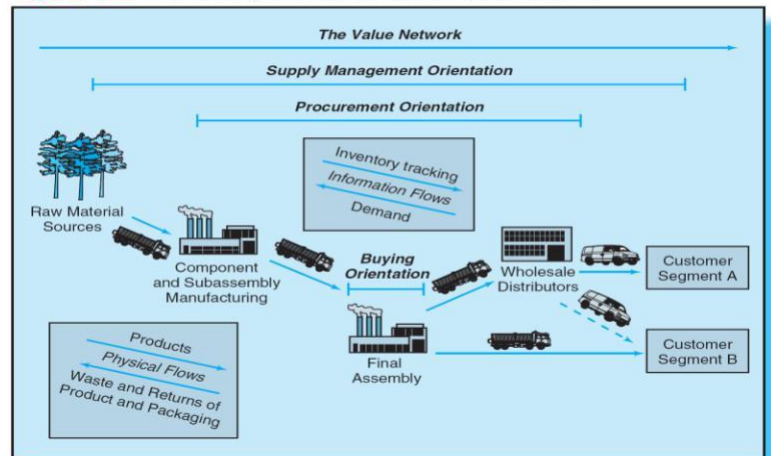 The Value Network
Supply Management Orientation
Procurement Orientation
Inventory tracking
Information Flows
Demand
Raw Material
Sources
Component
and Subassembly
Manufacturing
Buying
Orientation
Wholesale
Distributors
Customer
Segment A
Products
Physical Flows
Waste and Returns of
Product and Packaging
Final
Assembly
Customer
Segment B